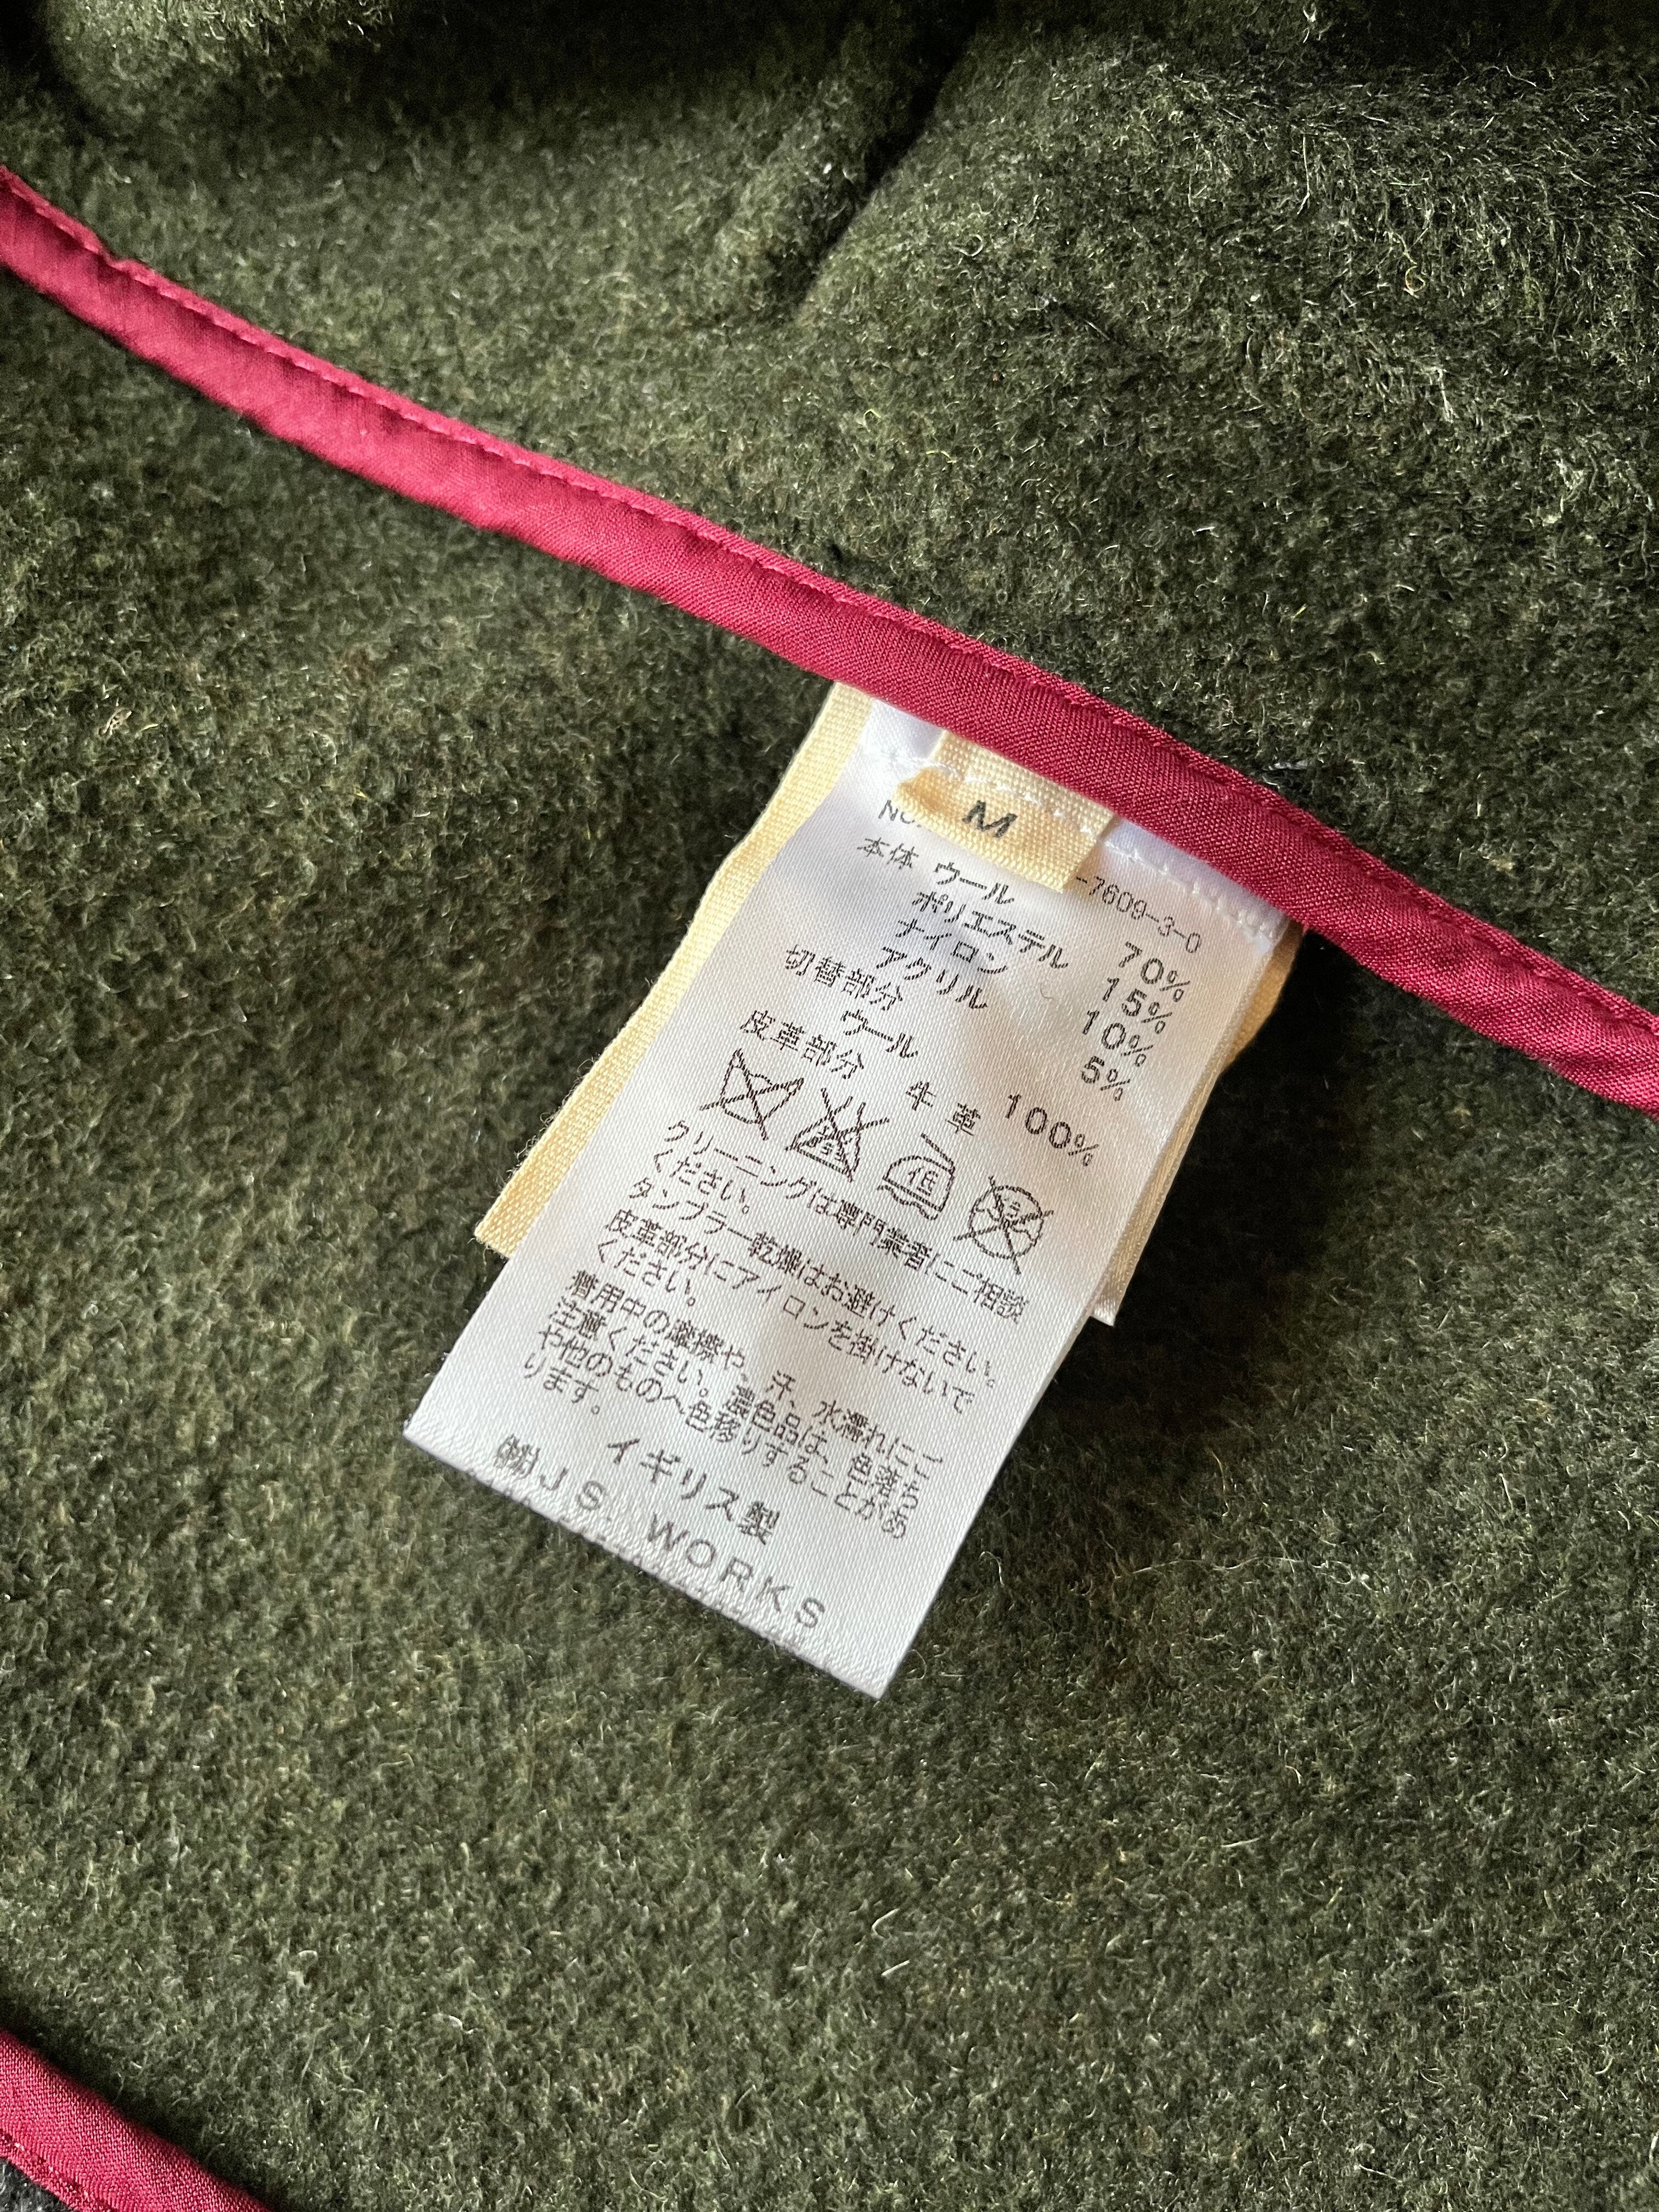 M
No.
-7609-3-0
本体 ウール 70%
ポリエステル 15%
ナイロン 10%
アクリル 5%
切替部分
ウール 100%
皮革部分 牛革
低
クリーニングは専門業者にご相談
ください。
タンブラー乾燥はお避けください。
皮革部分にアイロンを掛けないで
ください。
着用中の摩擦や、汗、水濡れにご
注意ください。濃色品は、色落ち
や他のものへ色移りすることがあ
ります。
イギリス製
㈱J.S. WORKS